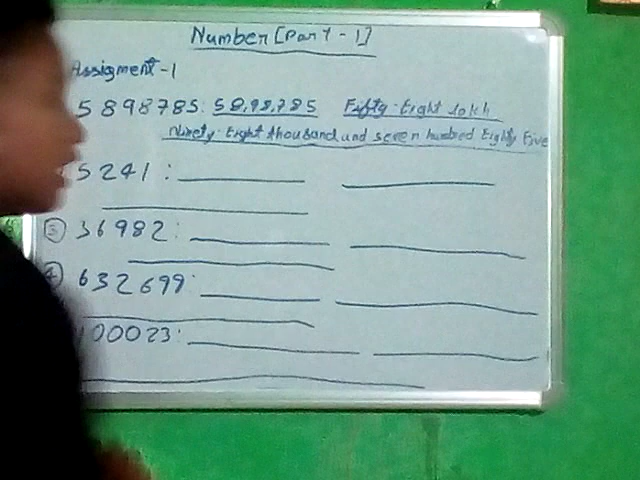 Number [Part - 1]
Assigment - 1
5898785: 58,98,785 Fifty-Eight lakh
Ninety-Eight thousand and seven hundred Eighty Five
5241:
③ 36982:
④ 632699:
100023: